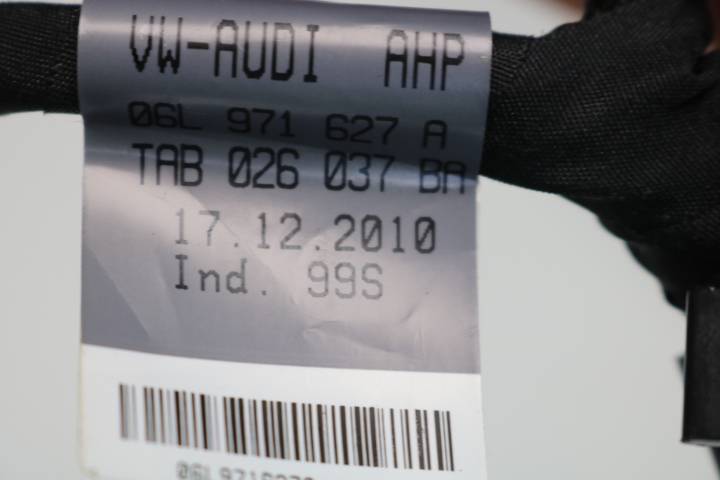 VW-AUDI AHP
06L 971 627 A
TAB 026 037 BA
17.12.2010
Ind. 99S